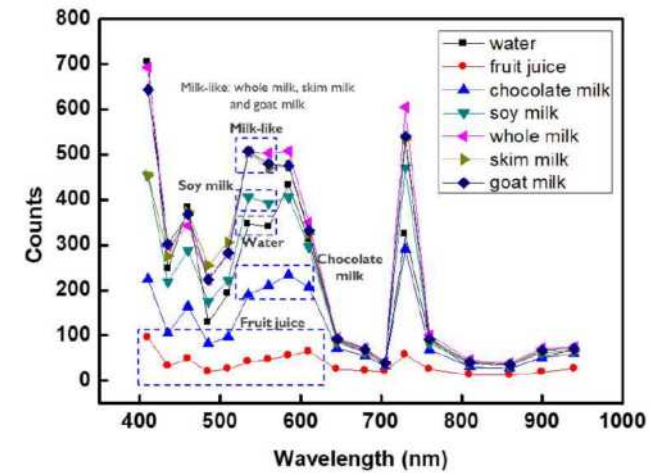 800
700
600
500
400
300
200
100
0
Counts
Milk-like: whole milk, skim milk
and goat milk
Milk-like
Soy milk
Water
Chocolate
milk
Fruit juice
water
fruit juice
chocolate milk
soy milk
whole milk
skim milk
goat milk
400 500 600 700 800 900 1000
Wavelength (nm)